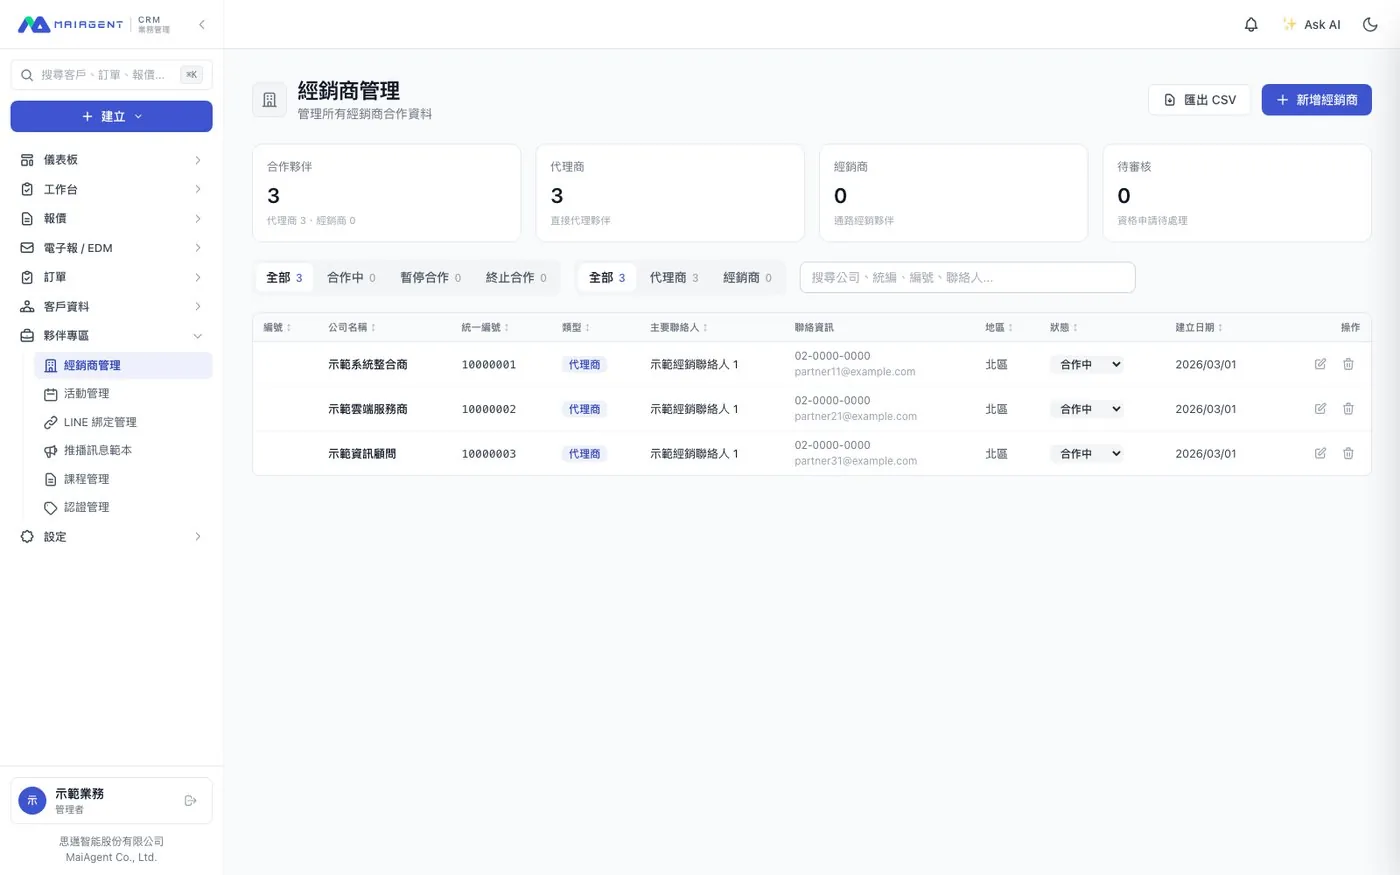 MAIAGENT
CRM
業務管理
搜尋客戶、訂單、報價...
⌘K
+ 建立
儀表板
工作台
報價
電子報 / EDM
訂單
客戶資料
夥伴專區
經銷商管理
活動管理
LINE 綁定管理
推播訊息範本
課程管理
認證管理
設定
示
示範業務
管理者
思邁智能股份有限公司
MaiAgent Co., Ltd.
Ask AI
經銷商管理
管理所有經銷商合作資料
匯出 CSV
+ 新增經銷商
合作夥伴
3
代理商 3 · 經銷商 0
代理商
3
直接代理夥伴
經銷商
0
通路經銷夥伴
待審核
0
資格申請待處理
全部 3 合作中 0 暫停合作 0 終止合作 0
全部 3 代理商 3 經銷商 0
搜尋公司、統編、編號、聯絡人...
編號 公司名稱 統一編號 類型 主要聯絡人 聯絡資訊 地區 狀態 建立日期 操作
示範系統整合商 10000001 代理商 示範經銷聯絡人 1 02-0000-0000 北區 合作中 2026/03/01
partner11@example.com
示範雲端服務商 10000002 代理商 示範經銷聯絡人 1 02-0000-0000 北區 合作中 2026/03/01
partner21@example.com
示範資訊顧問 10000003 代理商 示範經銷聯絡人 1 02-0000-0000 北區 合作中 2026/03/01
partner31@example.com